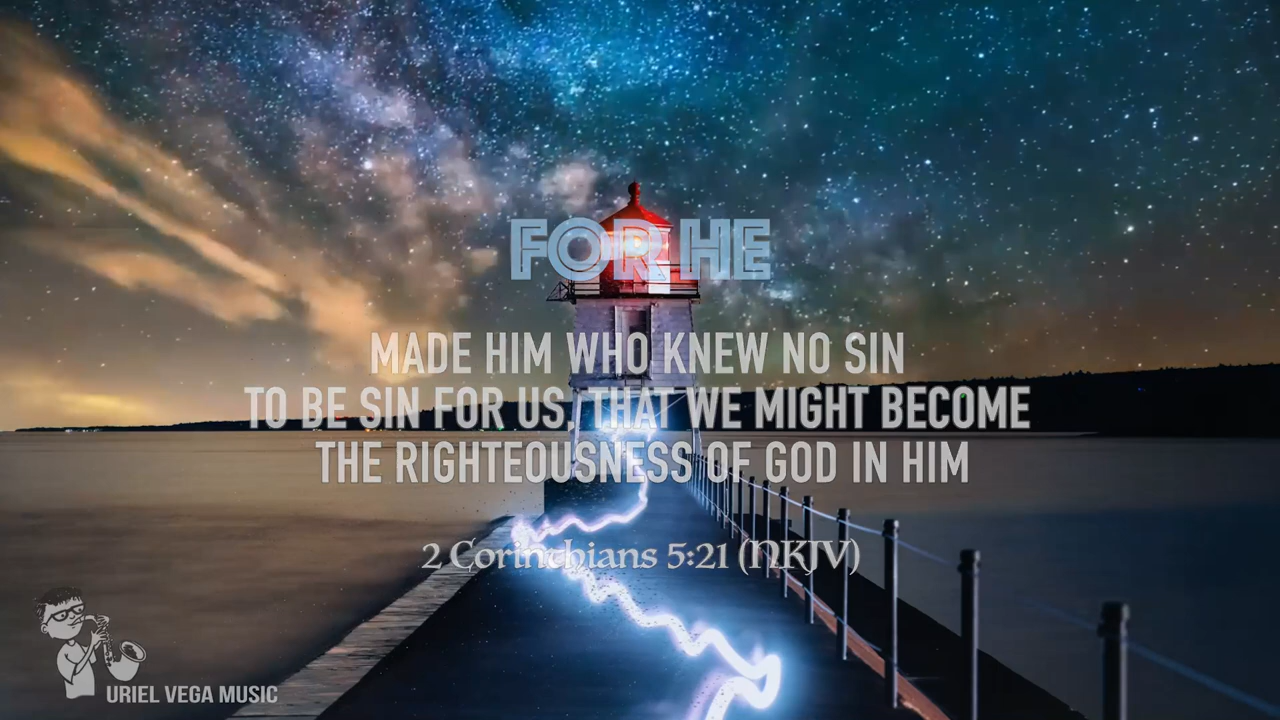 FOR HE
MADE HIM WHO KNEW NO SIN
TO BE SIN FOR US, THAT WE MIGHT BECOME
THE RIGHTEOUSNESS OF GOD IN HIM
2 Corinthians 5:21 (NKJV)
URIEL VEGA MUSIC